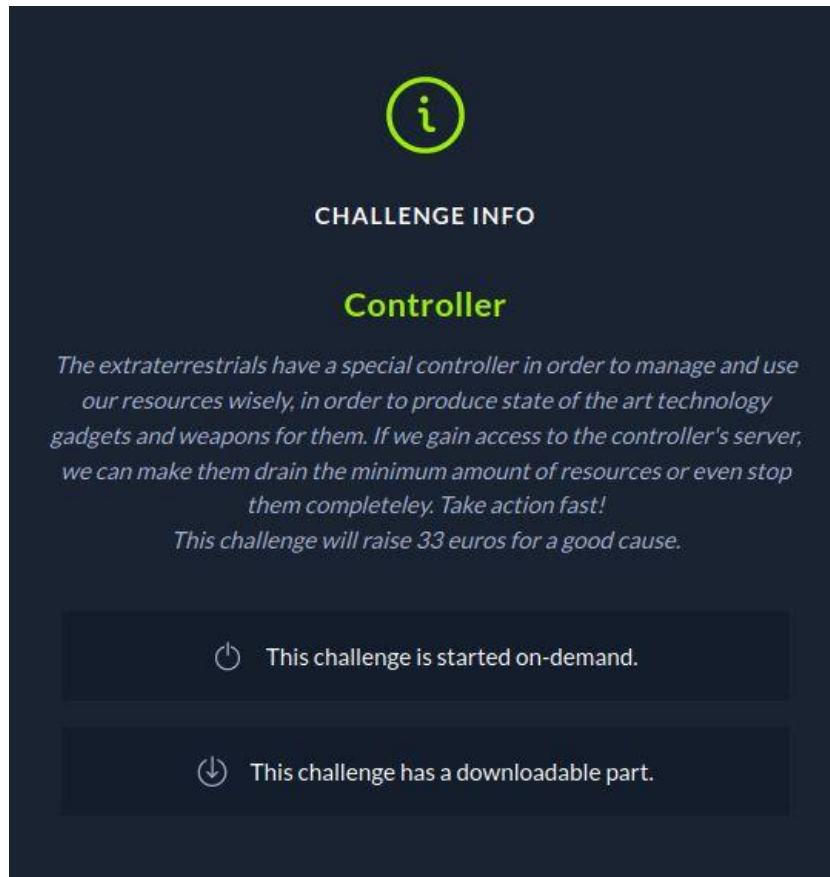 CHALLENGE INFO
Controller
The extraterrestrials have a special controller in order to manage and use
our resources wisely, in order to produce state of the art technology
gadgets and weapons for them. If we gain access to the controller's server,
we can make them drain the minimum amount of resources or even stop
them completeley. Take action fast!
This challenge will raise 33 euros for a good cause.
This challenge is started on-demand.
This challenge has a downloadable part.